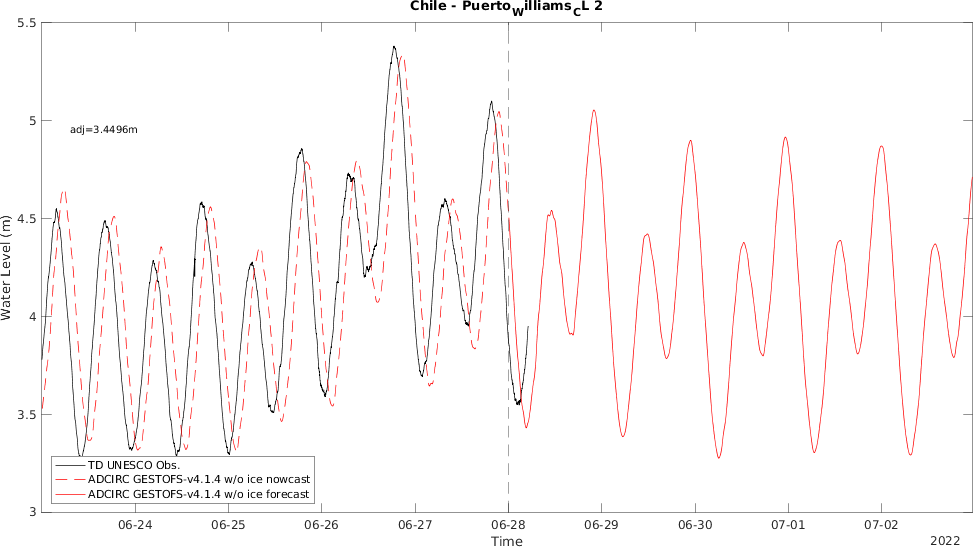 Chile - Puerto_Williams_CL 2
5.5
5
4.5
4
3.5
3
Water Level (m)
adj=3.4496m
TD UNESCO Obs.
ADCIRC GESTOFS-v4.1.4 w/o ice nowcast
ADCIRC GESTOFS-v4.1.4 w/o ice forecast
06-24 06-25 06-26 06-27 06-28 06-29 06-30 07-01 07-02
Time
2022